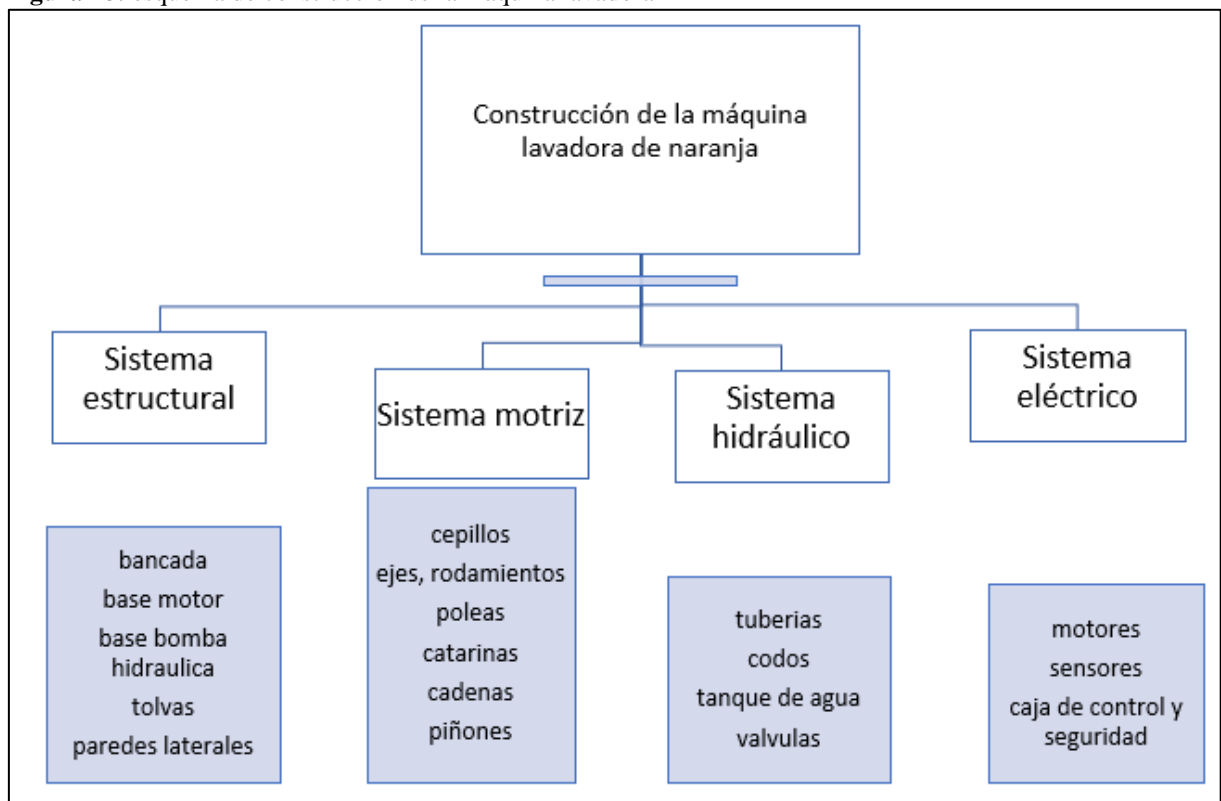 Construcción de la máquina
lavadora de naranja
Sistema
estructural
Sistema motriz
Sistema
hidráulico
Sistema
eléctrico
bancada
base motor
base bomba
hidraulica
tolvas
paredes laterales
cepillos
ejes, rodamientos
poleas
catarinas
cadenas
piñones
tuberias
codos
tanque de agua
valvulas
motores
sensores
caja de control y
seguridad